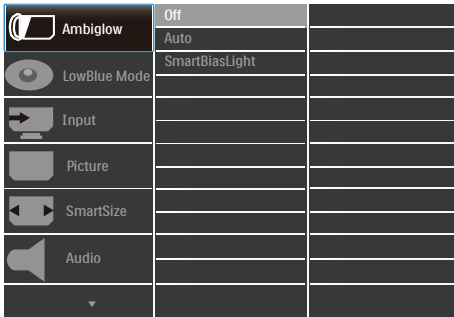 Ambiglow
Off
Auto
SmartBiasLight
LowBlue Mode
Input
Picture
SmartSize
Audio